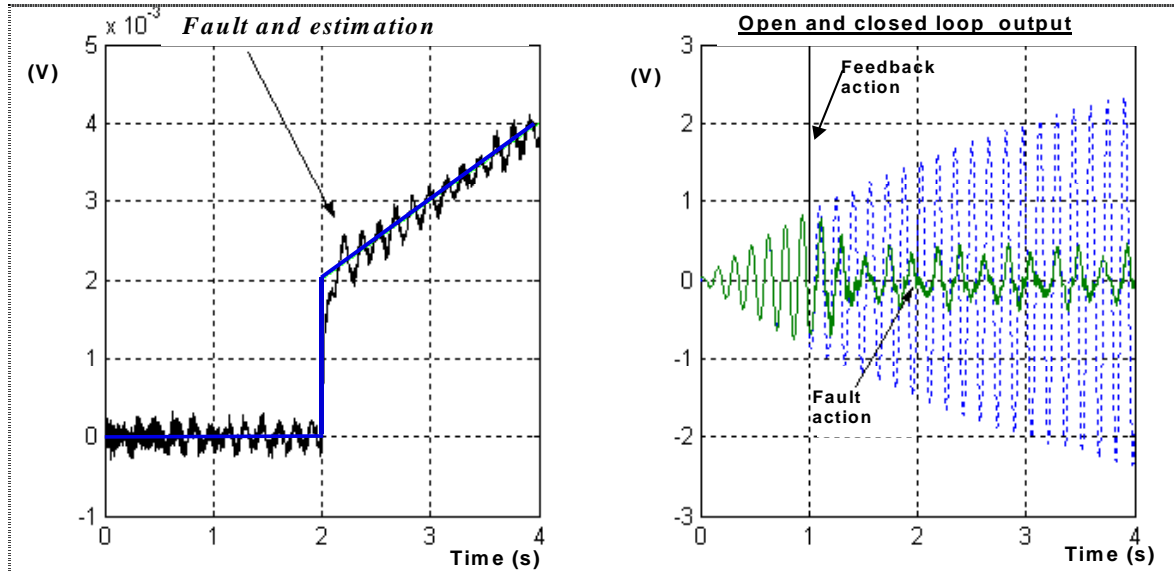 x 10⁻³
Fault and estimation
(V)
5
4
3
2
1
0
-1
0 1 2 3 4
Time (s)
Open and closed loop output
(V)
Feedback
action
Fault
action
3
2
1
0
-1
-2
-3
0 1 2 3 4
Time (s)